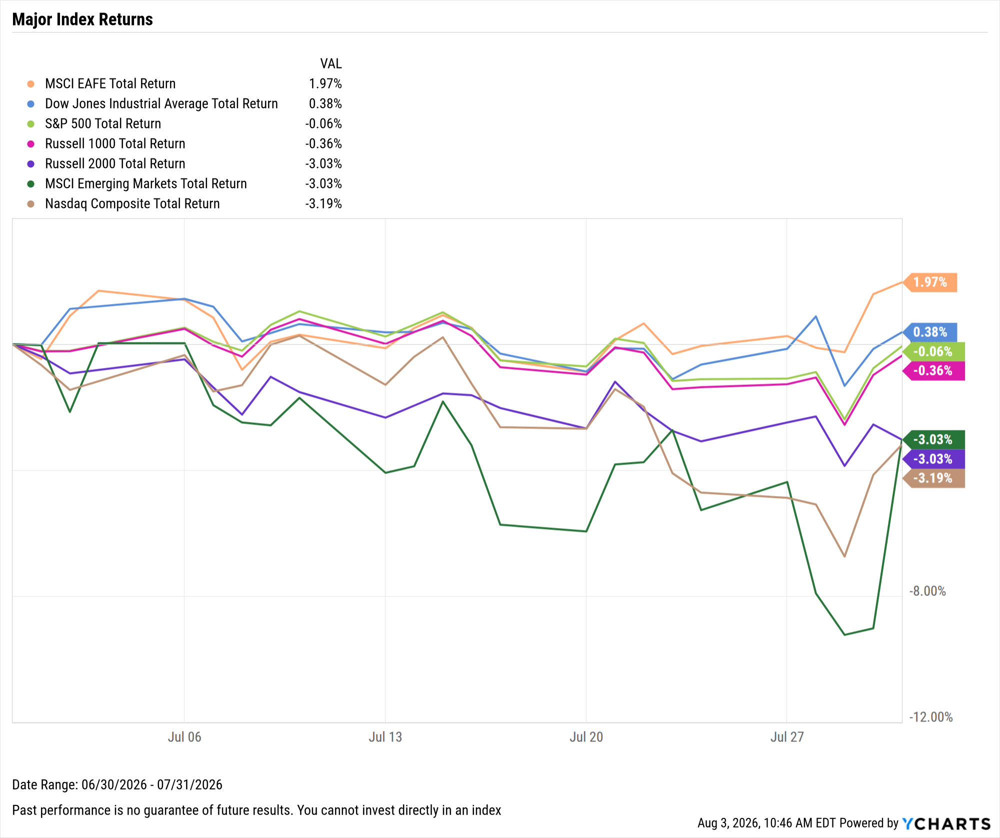 Major Index Returns
VAL
MSCI EAFE Total Return 1.97%
Dow Jones Industrial Average Total Return 0.38%
S&P 500 Total Return -0.06%
Russell 1000 Total Return -0.36%
Russell 2000 Total Return -3.03%
MSCI Emerging Markets Total Return -3.03%
Nasdaq Composite Total Return -3.19%
1.97%
0.38%
-0.06%
-0.36%
-3.03%
-3.03%
-3.19%
-8.00%
-12.00%
Jul 06 Jul 13 Jul 20 Jul 27
Date Range: 06/30/2026 - 07/31/2026
Past performance is no guarantee of future results. You cannot invest directly in an index
Aug 3, 2026, 10:46 AM EDT Powered by YCHARTS